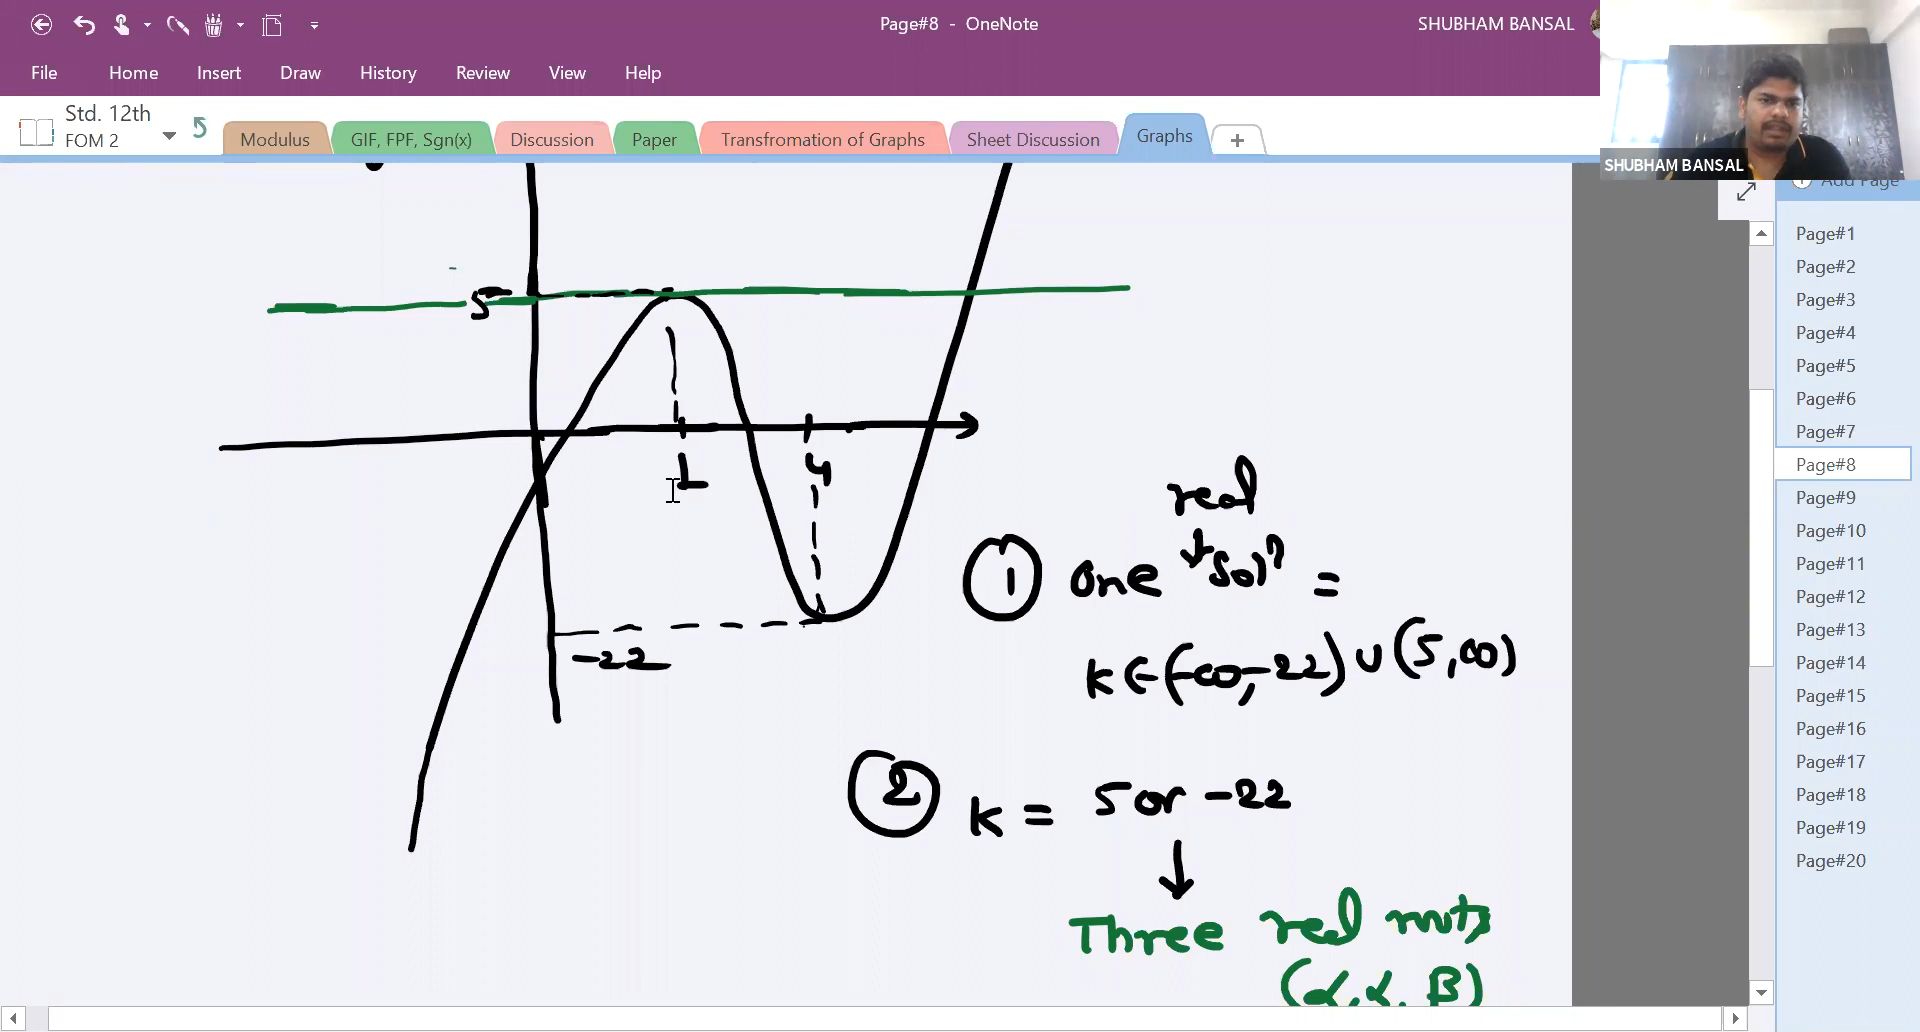 Page#8 - OneNote
SHUBHAM BANSAL
File Home Insert Draw History Review View Help
Std. 12th
FOM 2
Modulus GIF, FPF, Sgn(x) Discussion Paper Transfromation of Graphs Sheet Discussion Graphs +
SHUBHAM BANSAL
Add Page
Page#1
Page#2
Page#3
Page#4
Page#5
Page#6
Page#7
Page#8
Page#9
Page#10
Page#11
Page#12
Page#13
Page#14
Page#15
Page#16
Page#17
Page#18
Page#19
Page#20
5
1 4
-22
real
① One ↓ Solⁿ =
k ∈ (-∞, -22) ∪ (5, ∞)
② k = 5 or -22
↓
Three real roots
(α, α, β)